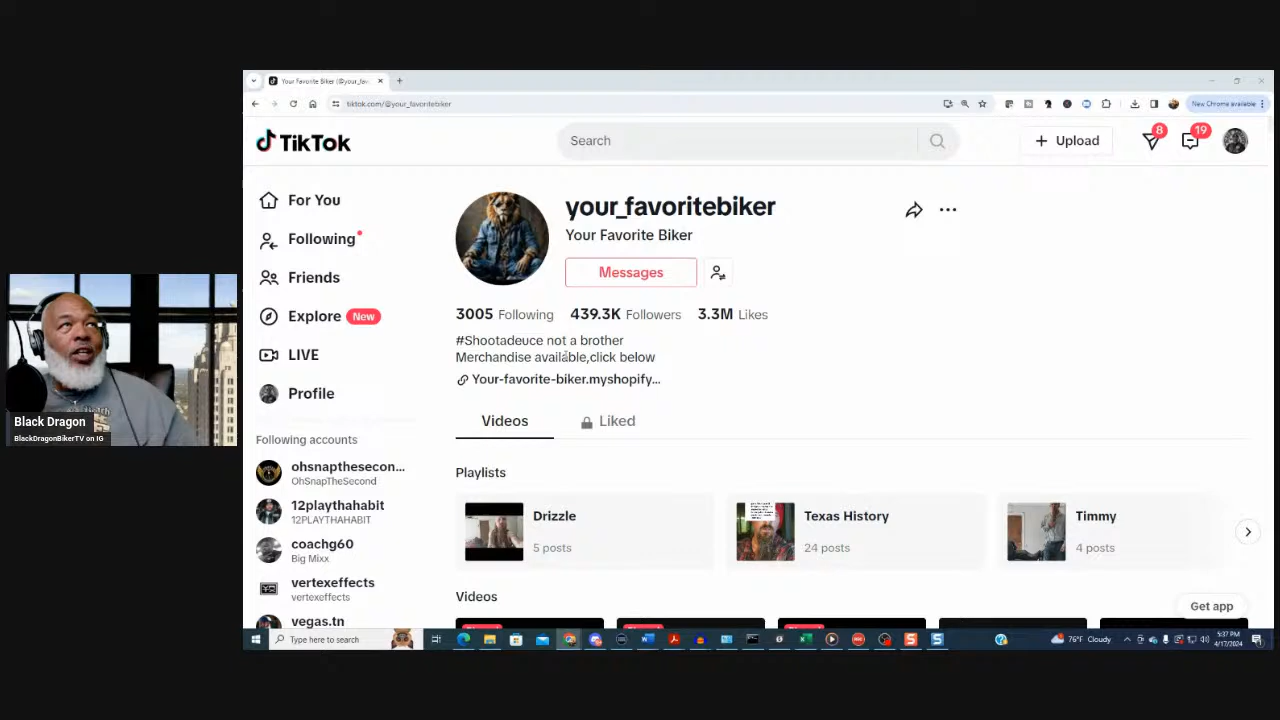 Your Favorite Biker (@your_fav
tiktok.com/@your_favoritebiker
New Chrome available
TikTok
Search
+ Upload
8
19
For You
Following
Friends
Explore New
LIVE
Profile
Following accounts
ohsnapthesecon...
OhSnapTheSecond
12playthahabit
12PLAYTHAHABIT
coachg60
Big Mixx
vertexeffects
vertexeffects
vegas.tn
your_favoritebiker
Your Favorite Biker
Messages
3005 Following 439.3K Followers 3.3M Likes
#Shootadeuce not a brother
Merchandise available,click below
Your-favorite-biker.myshopify...
Videos Liked
Playlists
Drizzle
5 posts
Texas History
24 posts
Timmy
4 posts
Videos
Get app
Type here to search
76°F Cloudy
5:37 PM
4/17/2024
Black Dragon
BlackDragonBikerTV on IG